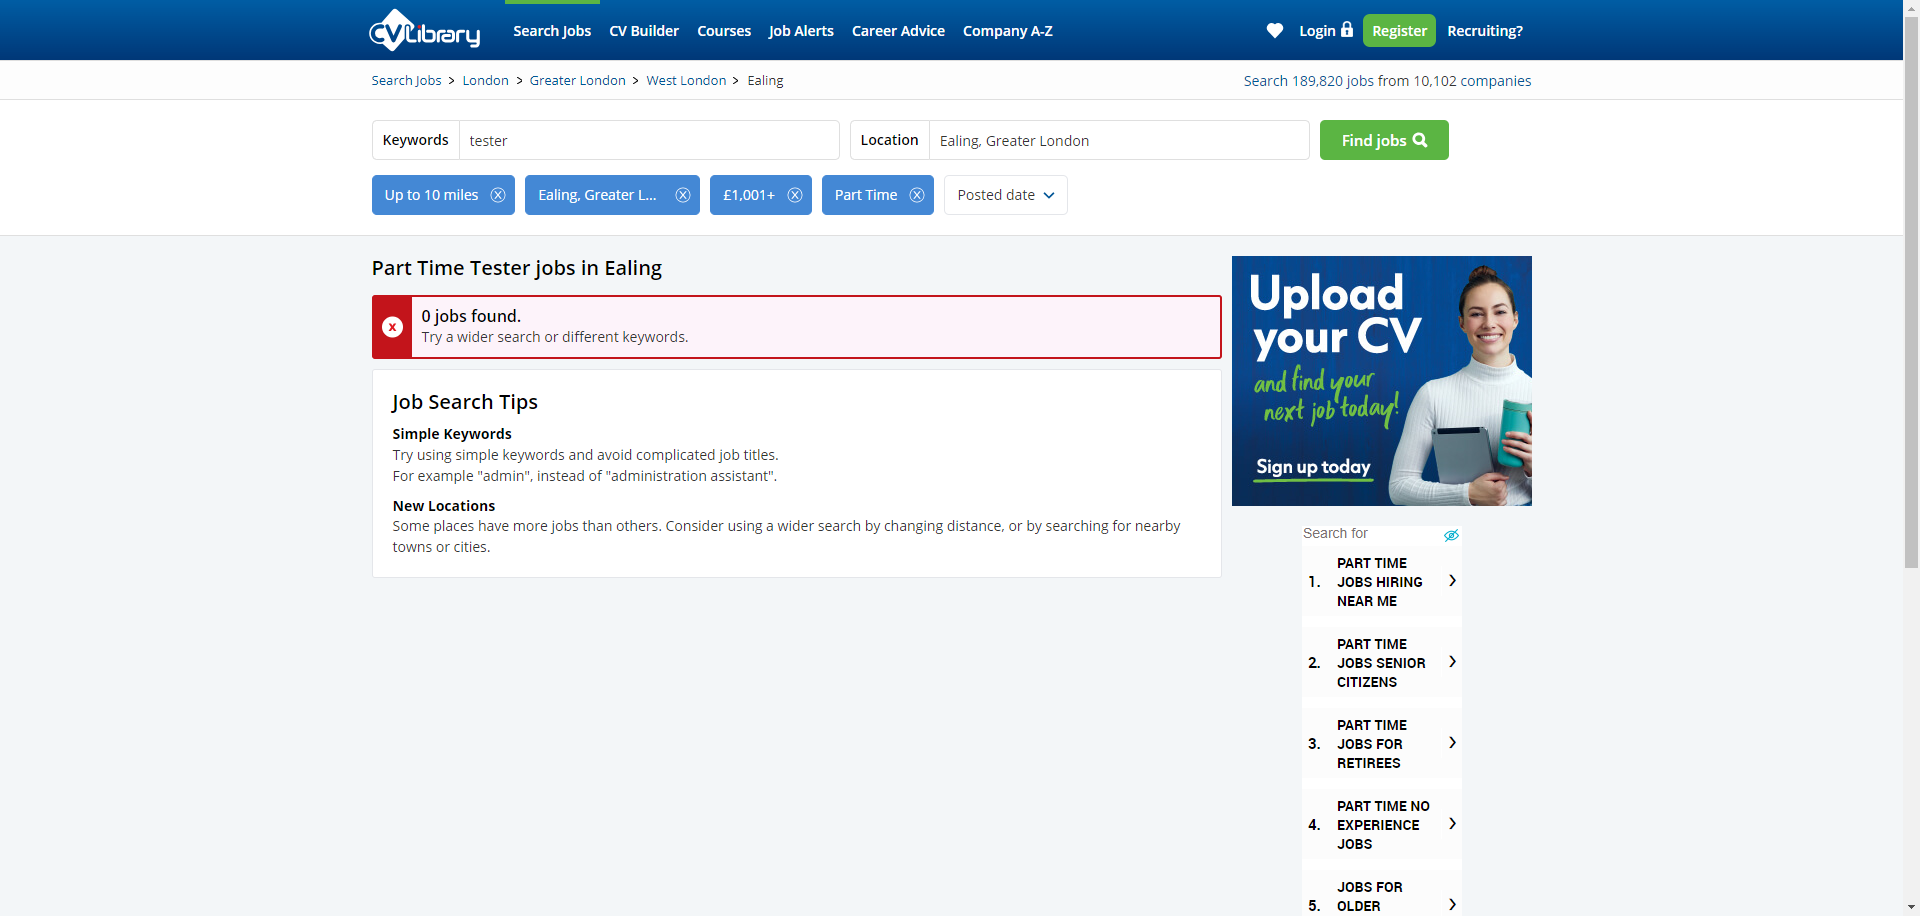 CVLibrary
Search Jobs
CV Builder
Courses
Job Alerts
Career Advice
Company A-Z
Login
Register
Recruiting?
Search Jobs > London > Greater London > West London > Ealing
Search 189,820 jobs from 10,102 companies
Keywords
tester
Location
Ealing, Greater London
Find jobs
Up to 10 miles
Ealing, Greater L...
£1,001+
Part Time
Posted date
Part Time Tester jobs in Ealing
x
0 jobs found.
Try a wider search or different keywords.
Job Search Tips
Simple Keywords
Try using simple keywords and avoid complicated job titles.
For example "admin", instead of "administration assistant".
New Locations
Some places have more jobs than others. Consider using a wider search by changing distance, or by searching for nearby
towns or cities.
Upload
your CV
and find your
next job today!
Sign up today
Search for
1. PART TIME
JOBS HIRING
NEAR ME
2. PART TIME
JOBS SENIOR
CITIZENS
3. PART TIME
JOBS FOR
RETIREES
4. PART TIME NO
EXPERIENCE
JOBS
5. JOBS FOR
OLDER